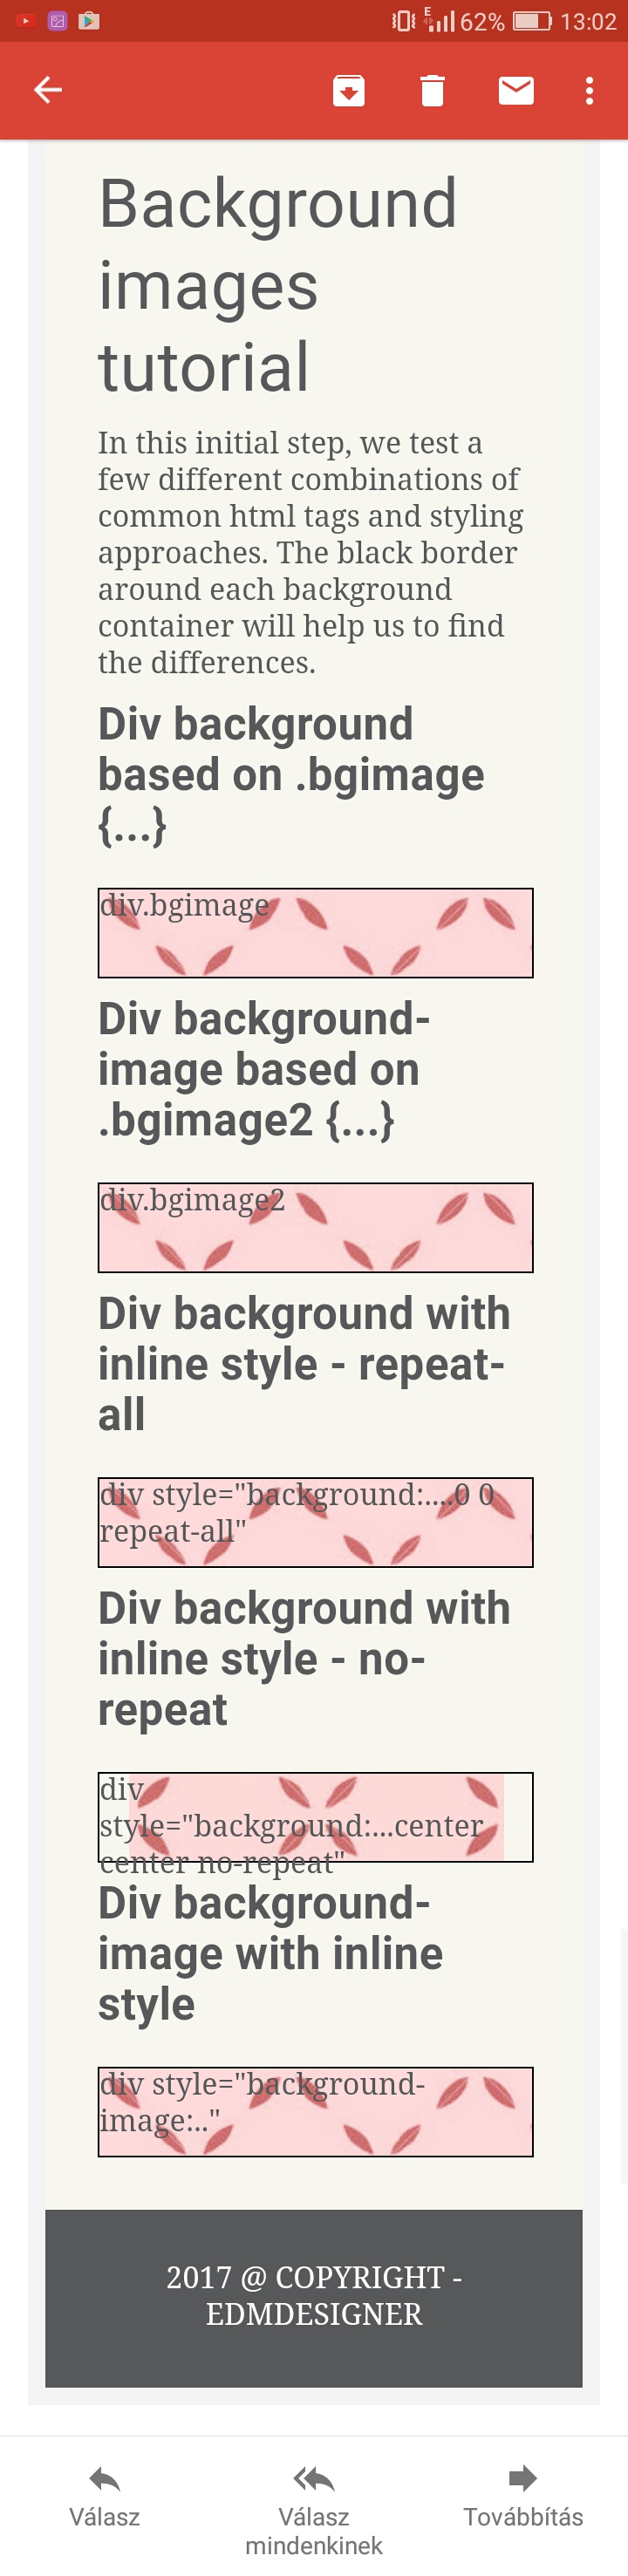 E 62% 13:02
Background
images
tutorial
In this initial step, we test a
few different combinations of
common html tags and styling
approaches. The black border
around each background
container will help us to find
the differences.
Div background
based on .bgimage
{...}
div.bgimage
Div background-
image based on
.bgimage2 {...}
div.bgimage2
Div background with
inline style - repeat-
all
div style="background:....0 0
repeat-all"
Div background with
inline style - no-
repeat
div
style="background:...center
center no-repeat"
Div background-
image with inline
style
div style="background-
image:.."
2017 @ COPYRIGHT -
EDMDESIGNER
Válasz
Válasz
mindenkinek
Továbbítás